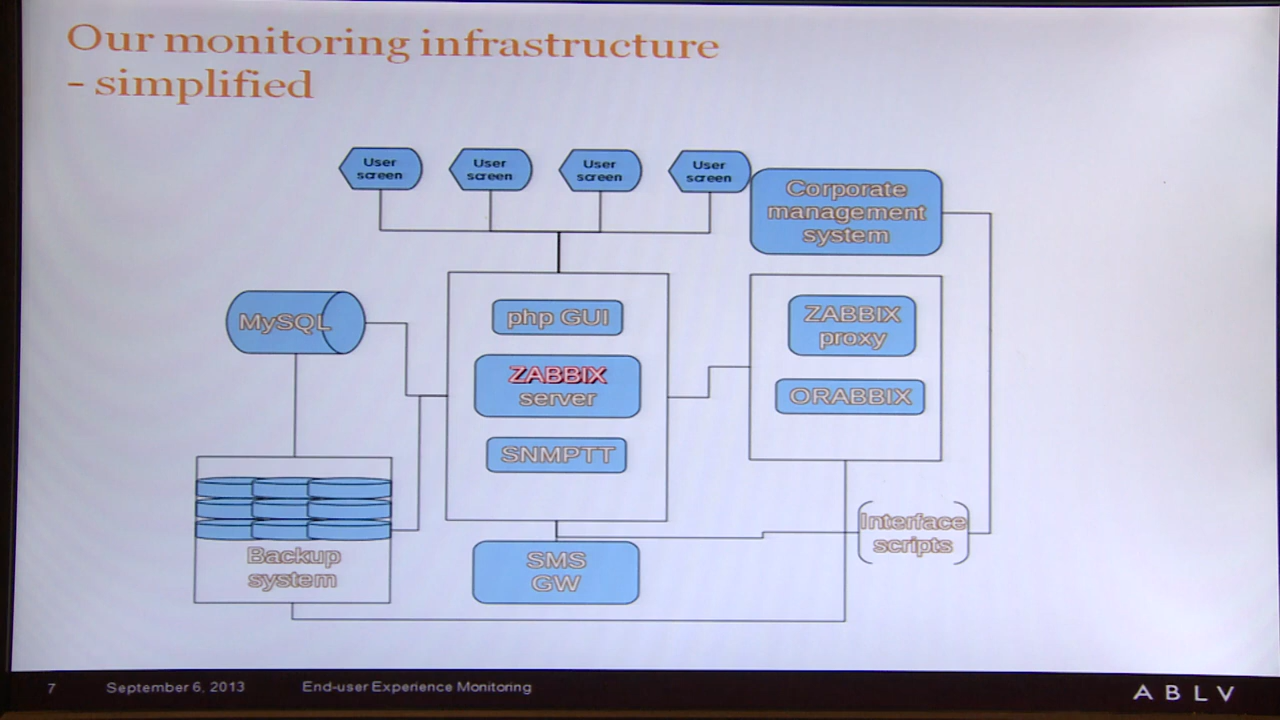 Our monitoring infrastructure
- simplified
User
screen
User
screen
User
screen
User
screen
Corporate
management
system
MySQL
php GUI
ZABBIX
server
SNMPTT
ZABBIX
proxy
ORABBIX
Backup
system
SMS
GW
Interface
scripts
7 September 6, 2013 End-user Experience Monitoring
ABLV